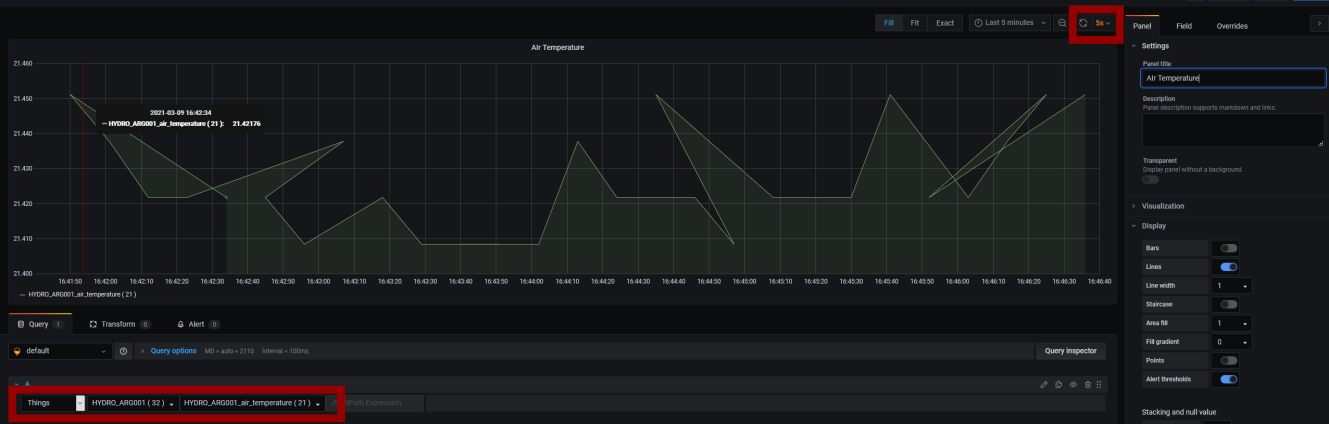 Fill Fit Exact Last 5 minutes 5s
Panel Field Overrides
Air Temperature
21.460
21.450
21.440
21.430
21.420
21.410
21.400
2021-03-09 16:42:34
HYDRO_ARG001_air_temperature ( 21 ): 21.42176
16:41:50 16:42:00 16:42:10 16:42:20 16:42:30 16:42:40 16:42:50 16:43:00 16:43:10 16:43:20 16:43:30 16:43:40 16:43:50 16:44:00 16:44:10 16:44:20 16:44:30 16:44:40 16:44:50 16:45:00 16:45:10 16:45:20 16:45:30 16:45:40 16:45:50 16:46:00 16:46:10 16:46:20 16:46:30 16:46:40
HYDRO_ARG001_air_temperature ( 21 )
Query 1 Transform 0 Alert 0
default Query options MD = auto = 2110 Interval = 100ms Query inspector
A
Things HYDRO_ARG001 ( 32 ) HYDRO_ARG001_air_temperature ( 21 ) Expression
Settings
Panel title
Air Temperature
Description
Panel description supports markdown and links.
Transparent
Display panel without a background.
Visualization
Display
Bars
Lines
Line width 1
Staircase
Area fill 1
Fill gradient 0
Points
Alert thresholds
Stacking and null value